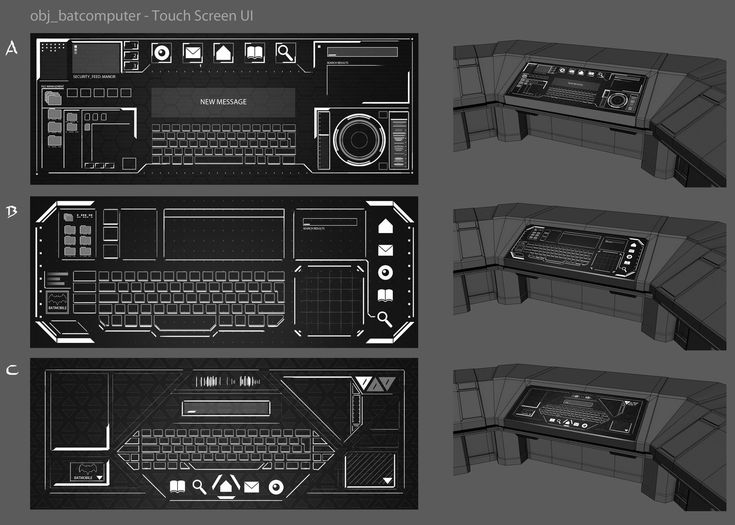 obj_batcomputer - Touch Screen UI
A
SECURITY_FEED: MANOR
SEARCH RESULTS
NEW MESSAGE
B
SEARCH RESULTS
BATMOBILE
C
BATMOBILE